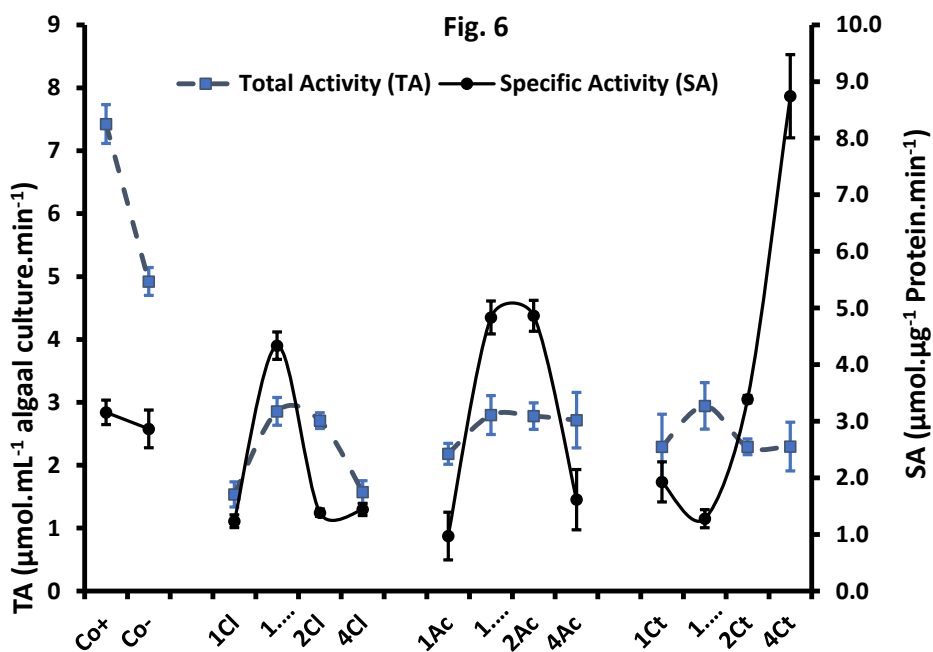 Fig. 6
Total Activity (TA)
Specific Activity (SA)
TA (µmol.mL⁻¹ algaal culture.min⁻¹)
9
8
7
6
5
4
3
2
1
0
SA (µmol.µg⁻¹ Protein.min⁻¹)
10.0
9.0
8.0
7.0
6.0
5.0
4.0
3.0
2.0
1.0
0.0
Co+
Co-
1Cl
1....
2Cl
4Cl
1Ac
1....
2Ac
4Ac
1Ct
1....
2Ct
4Ct